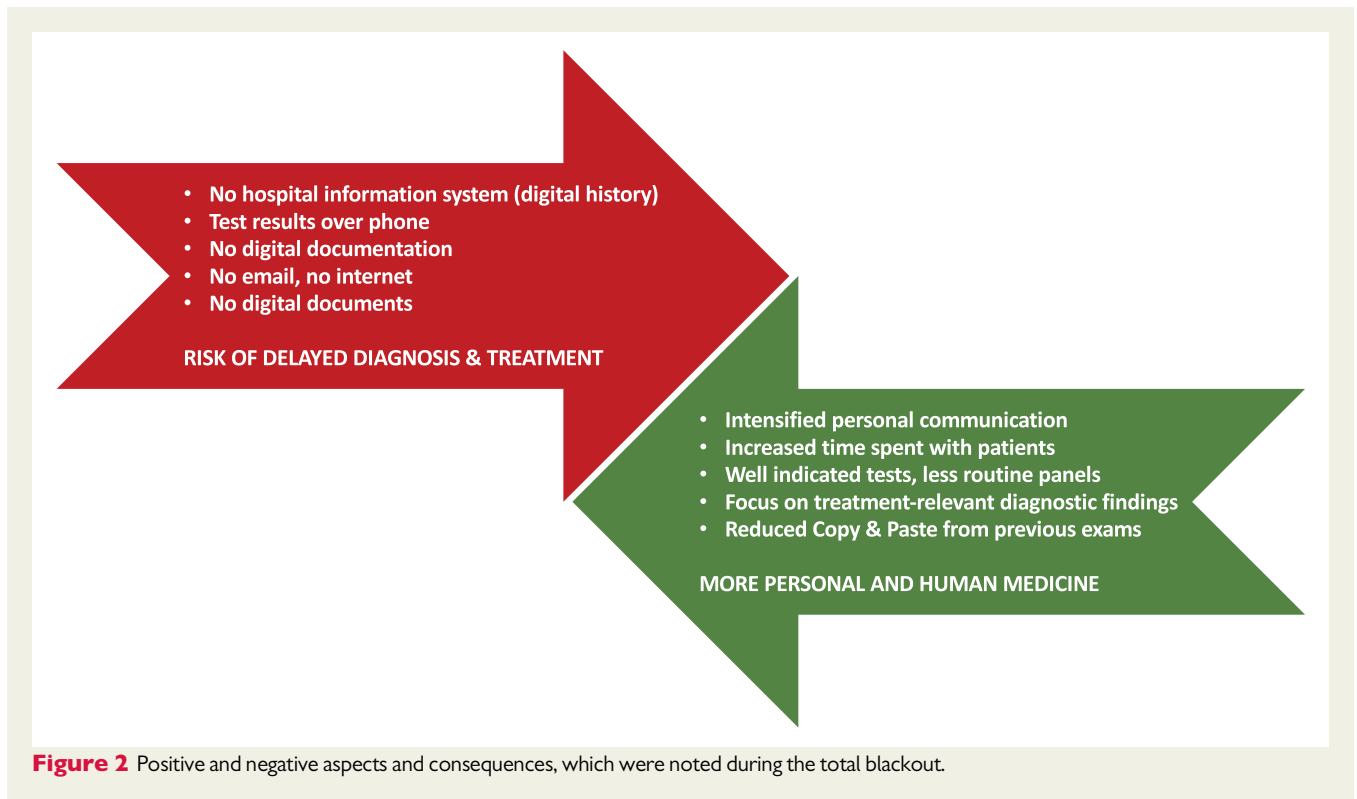 • No hospital information system (digital history)
• Test results over phone
• No digital documentation
• No email, no internet
• No digital documents
RISK OF DELAYED DIAGNOSIS & TREATMENT
• Intensified personal communication
• Increased time spent with patients
• Well indicated tests, less routine panels
• Focus on treatment-relevant diagnostic findings
• Reduced Copy & Paste from previous exams
MORE PERSONAL AND HUMAN MEDICINE
Figure 2 Positive and negative aspects and consequences, which were noted during the total blackout.